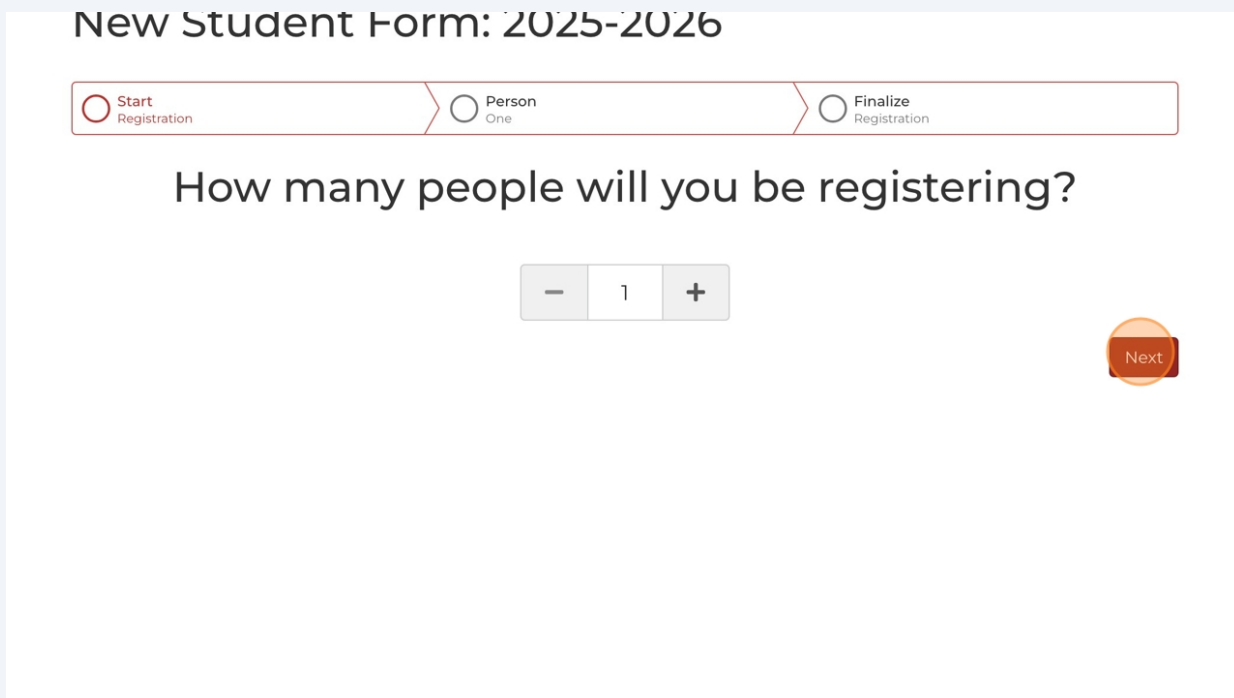 New Student Form: 2025-2026
Start
Registration
Person
One
Finalize
Registration
How many people will you be registering?
1
Next